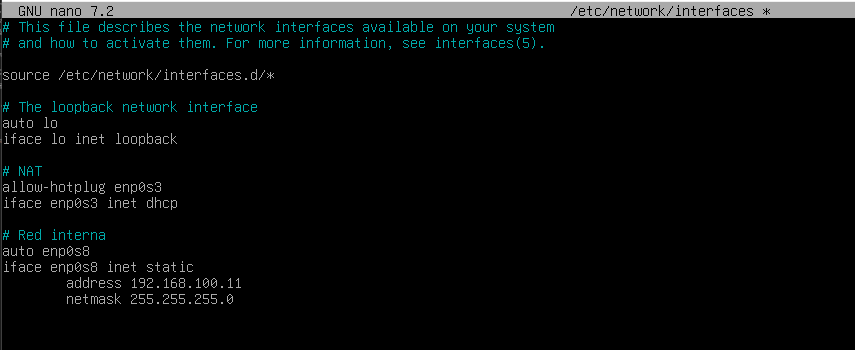 GNU nano 7.2 /etc/network/interfaces *
# This file describes the network interfaces available on your system
# and how to activate them. For more information, see interfaces(5).
source /etc/network/interfaces.d/*
# The loopback network interface
auto lo
iface lo inet loopback
# NAT
allow-hotplug enp0s3
iface enp0s3 inet dhcp
# Red interna
auto enp0s8
iface enp0s8 inet static
address 192.168.100.11
netmask 255.255.255.0